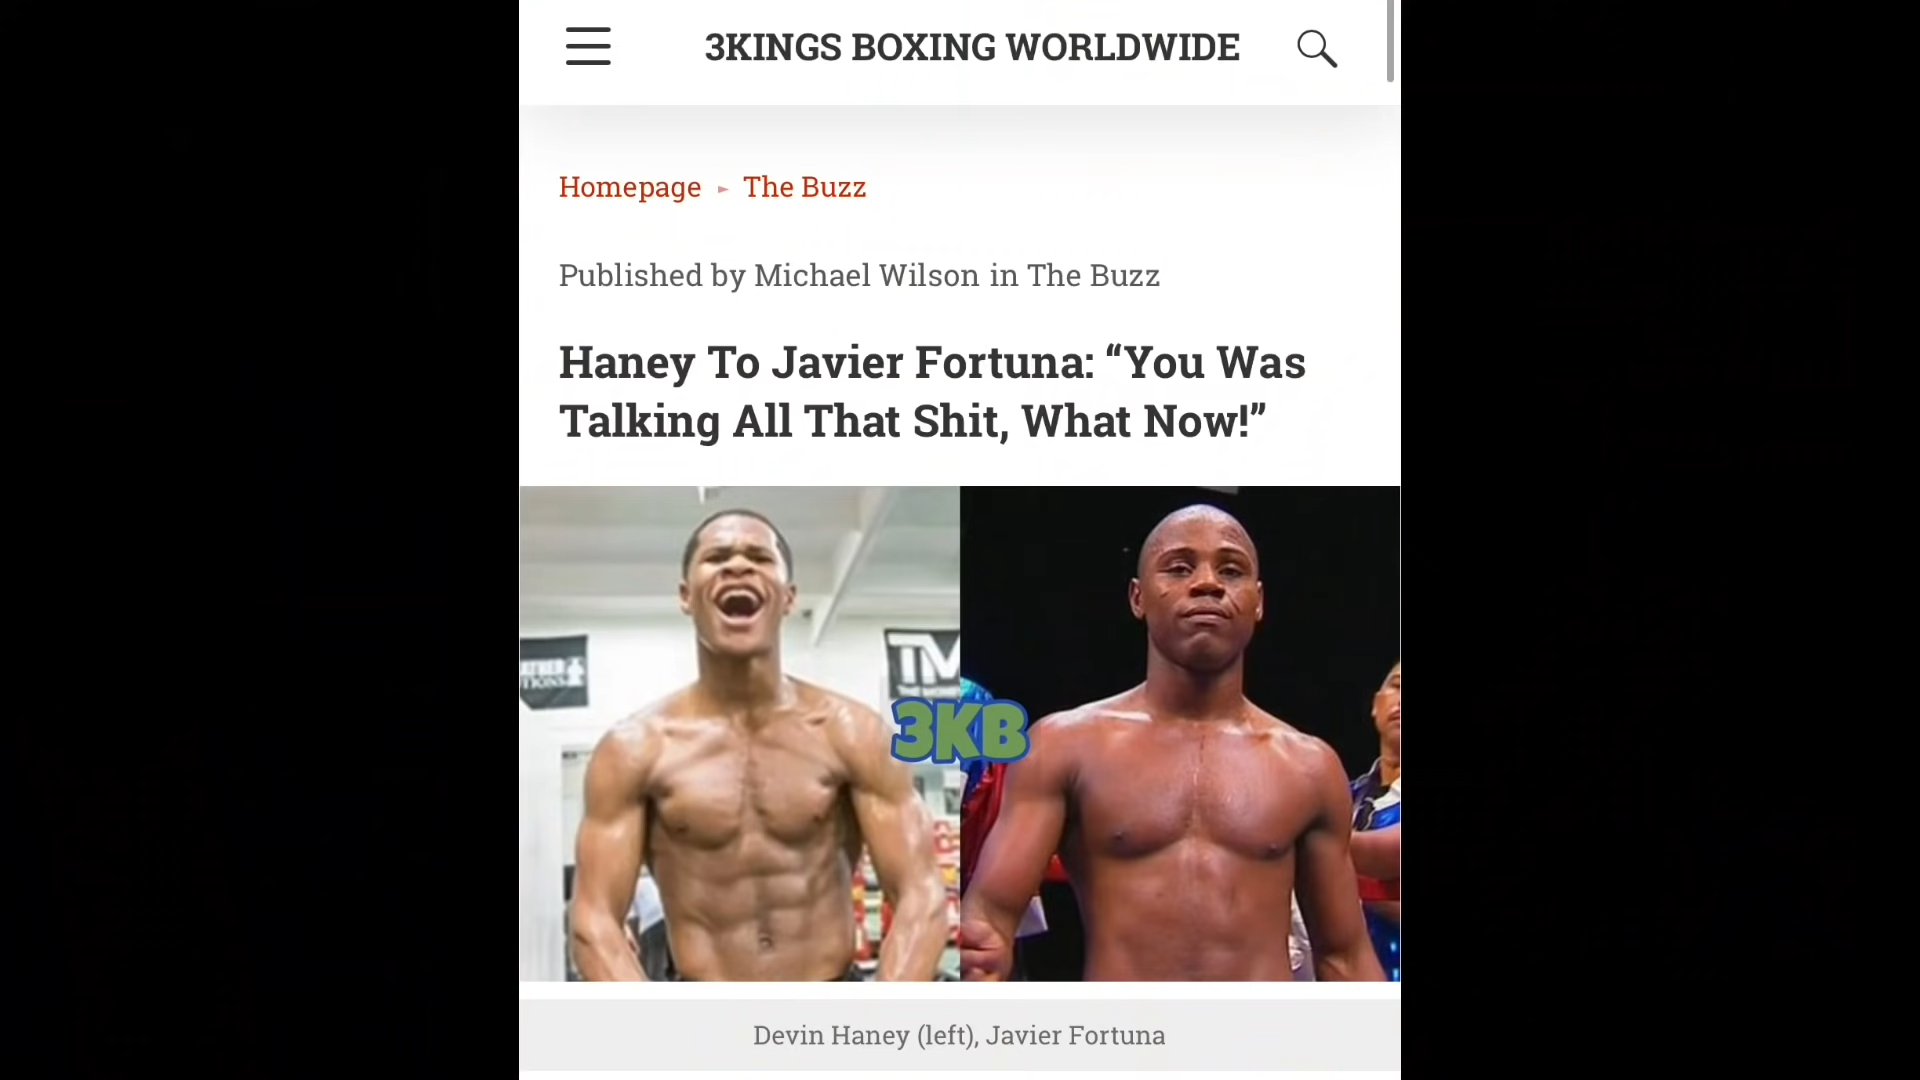 3KINGS BOXING WORLDWIDE
Homepage ► The Buzz
Published by Michael Wilson in The Buzz
Haney To Javier Fortuna: “You Was
Talking All That Shit, What Now!”
TM
3KB
Devin Haney (left), Javier Fortuna